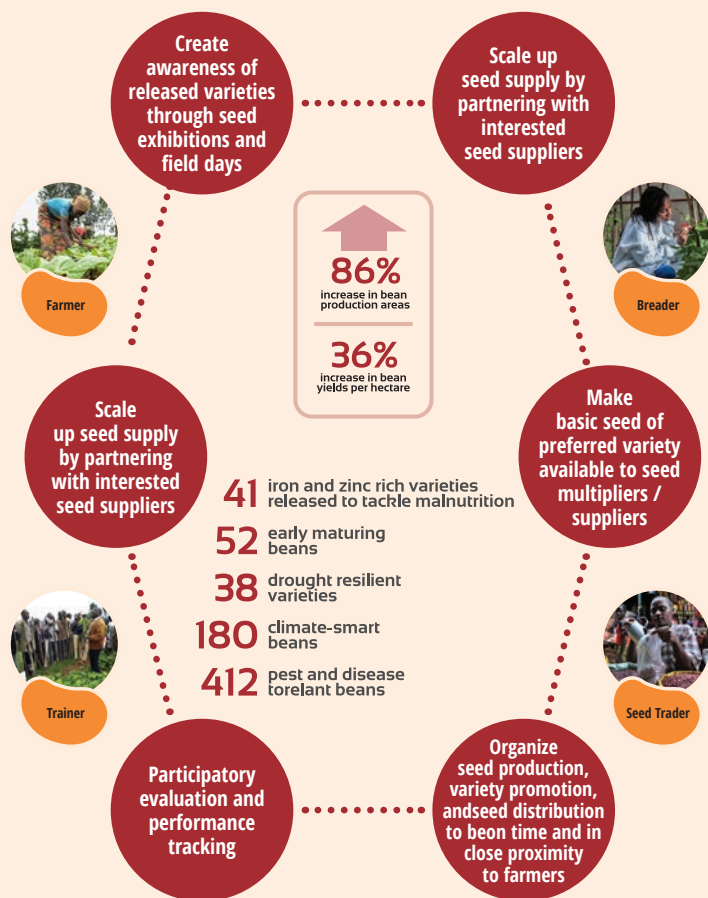 Create
awareness of
released varieties
through seed
exhibitions and
field days
Scale up
seed supply by
partnering with
interested
seed suppliers
86%
increase in bean
production areas
36%
increase in bean
yields per hectare
Farmer
Breader
Scale
up seed supply
by partnering
with interested
seed suppliers
Make
basic seed of
preferred variety
available to seed
multipliers /
suppliers
41 iron and zinc rich varieties
released to tackle malnutrition
52 early maturing
beans
38 drought resilient
varieties
180 climate-smart
beans
412 pest and disease
torelant beans
Trainer
Seed Trader
Participatory
evaluation and
performance
tracking
Organize
seed production,
variety promotion,
andseed distribution
to beon time and in
close proximity
to farmers